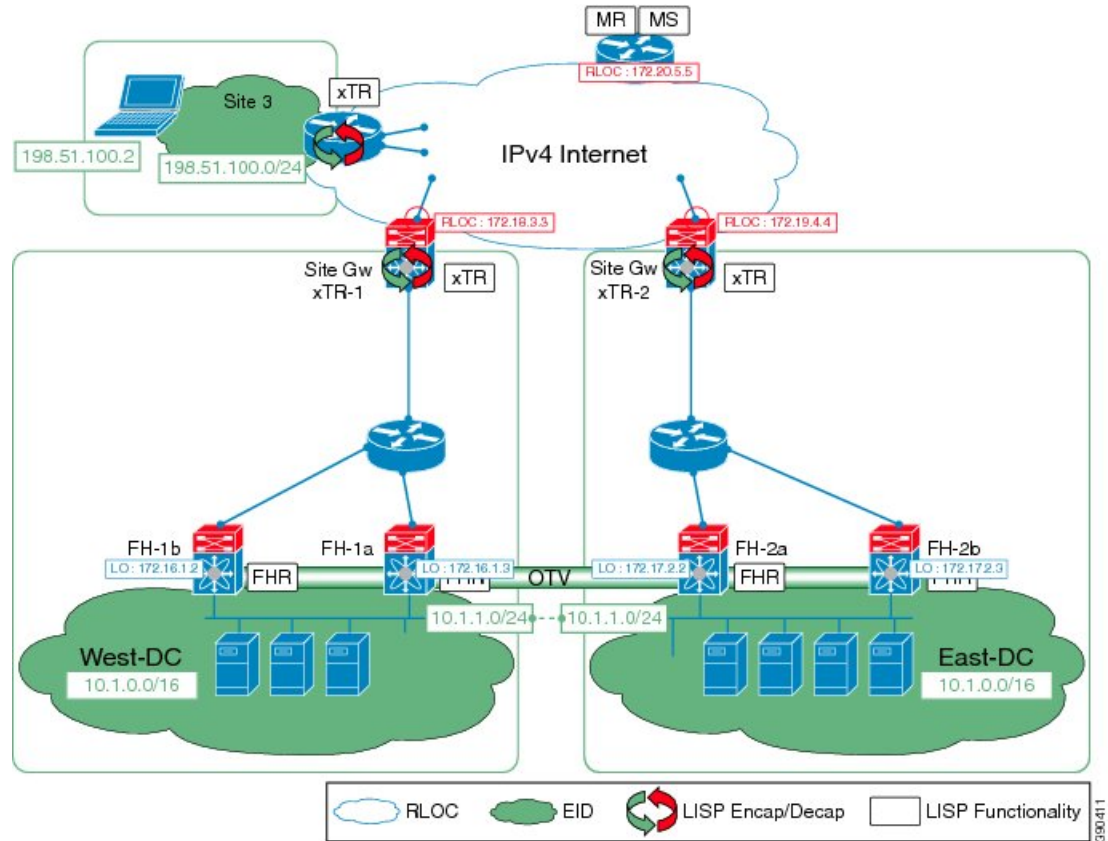 MR MS
RLOC : 172.20.5.5
Site 3
xTR
198.51.100.2
198.51.100.0/24
IPv4 Internet
RLOC : 172.18.3.3
RLOC : 172.19.4.4
Site Gw
xTR-1
xTR
Site Gw
xTR-2
xTR
FH-1b
FH-1a
FH-2a
FH-2b
LO : 172.16.1.2
FHR
LO : 172.16.1.3
OTV
LO : 172.17.2.2
FHR
LO : 172.17.2.3
10.1.1.0/24
10.1.1.0/24
West-DC
10.1.0.0/16
East-DC
10.1.0.0/16
RLOC
EID
LISP Encap/Decap
LISP Functionality
390411